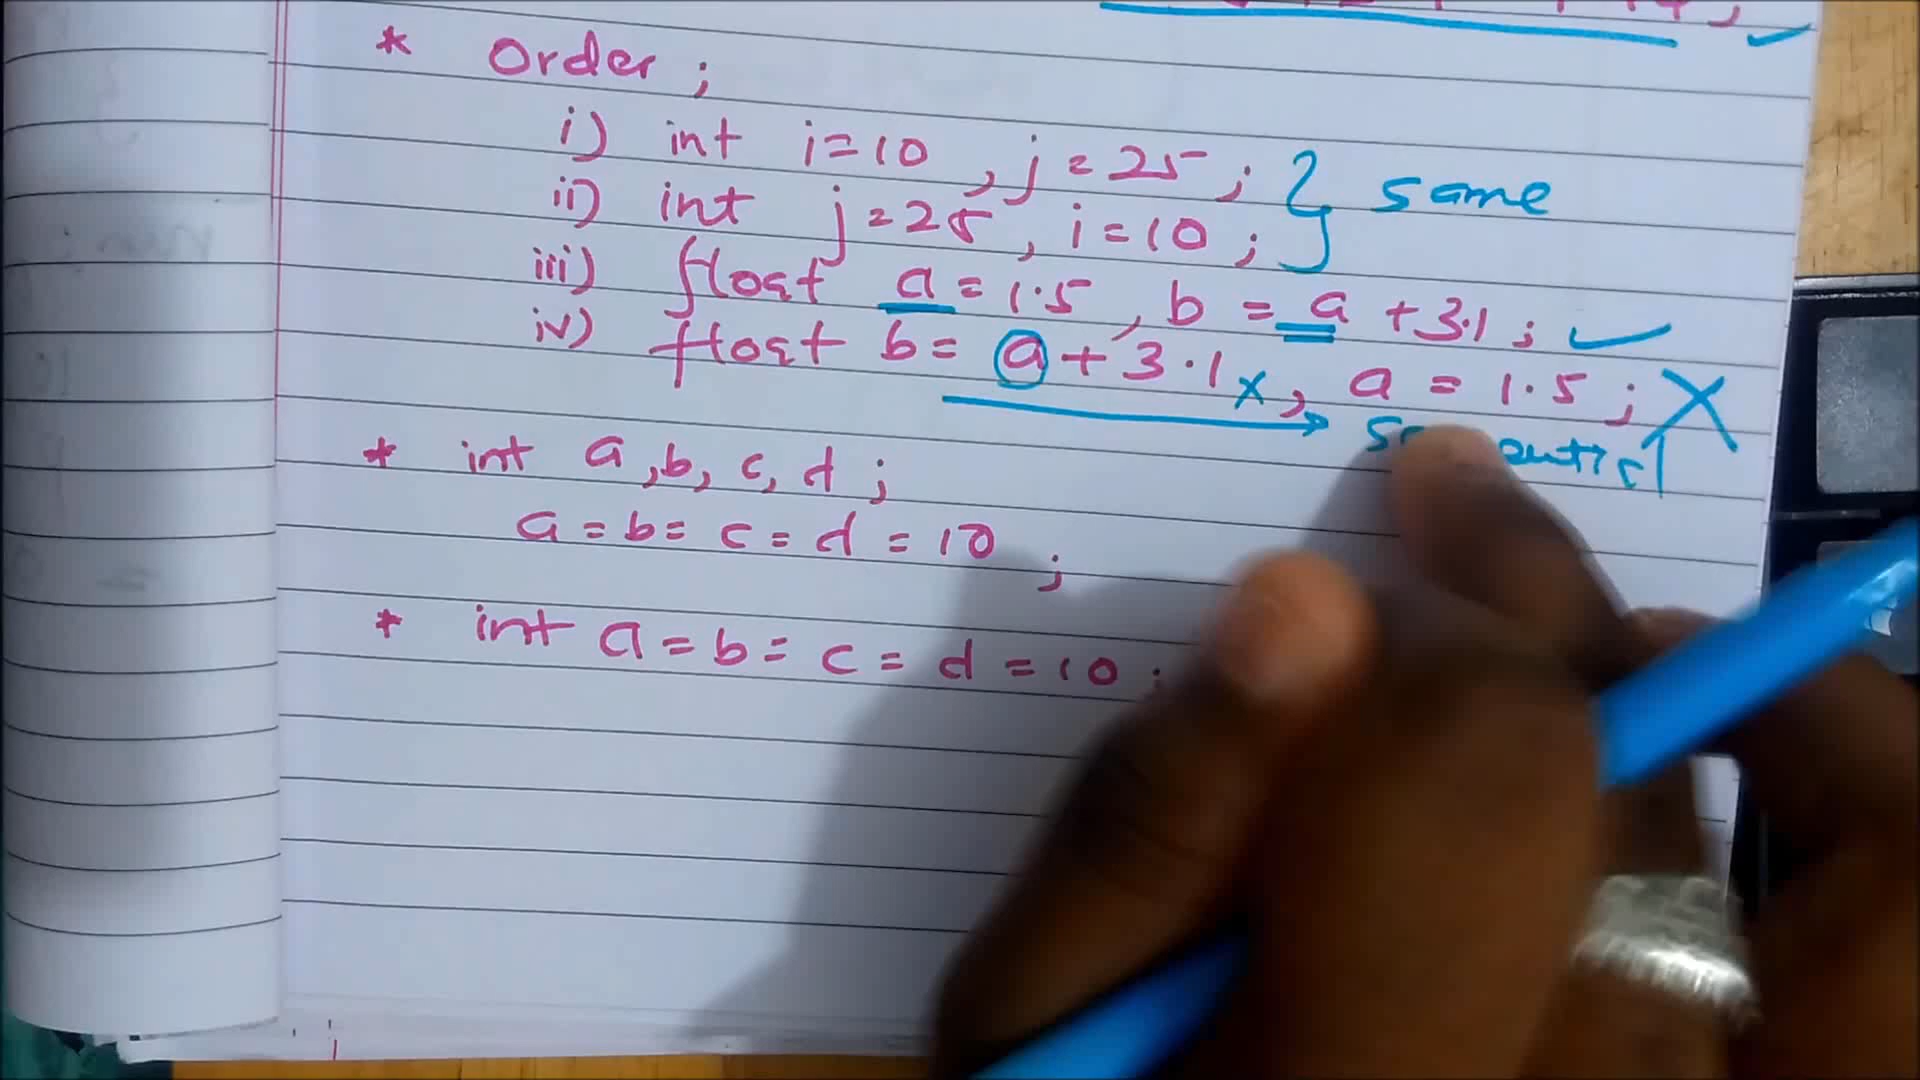 * Order ;
i) int i=10 , j=25 ; } same
ii) int j=25 , i=10 ;
iii) float a=1.5 , b = a +3.1 ; ✓
iv) float b= a + 3.1 x , a = 1.5 ; X
* int a , b , c , d ;
a = b = c = d = 10 ;
* int a = b = c = d = 10 ;